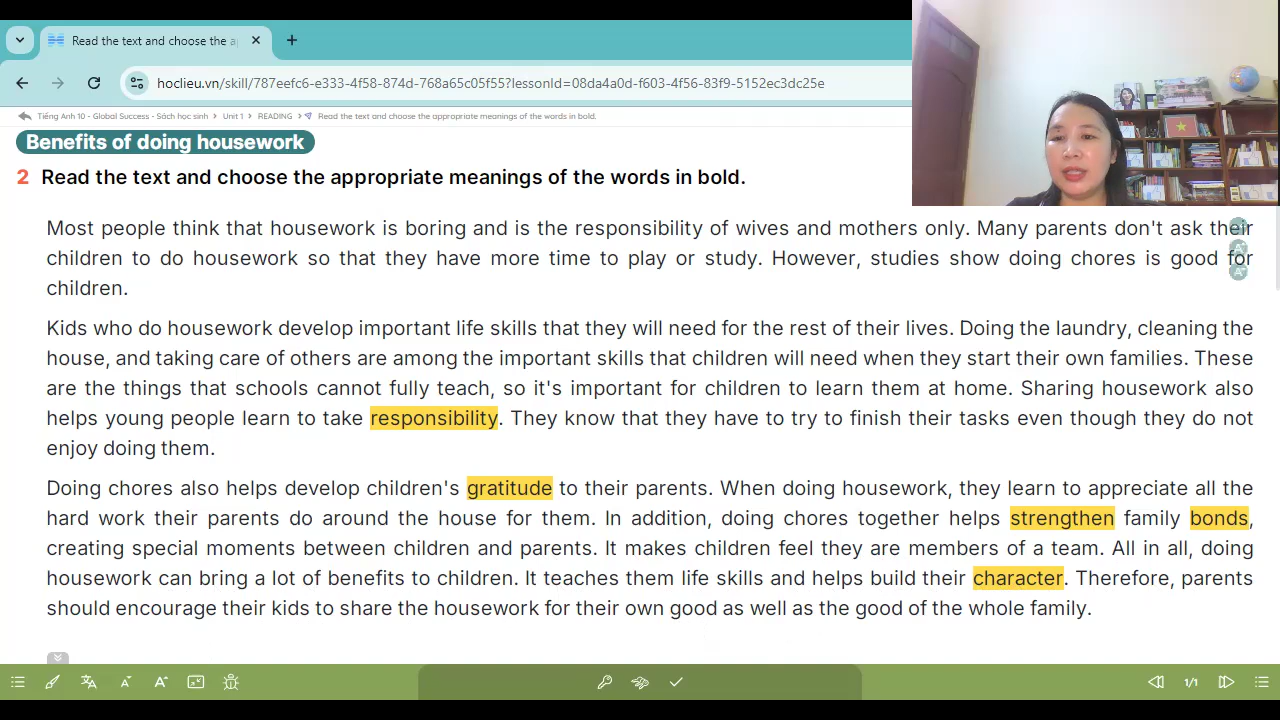 Read the text and choose the a
hoclieu.vn/skill/787eefc6-e333-4f58-874d-768a65c05f55?lessonId=08da4a0d-f603-4f56-83f9-5152ec3dc25e
Tiếng Anh 10 - Global Success - Sách học sinh > Unit 1 > READING > Read the text and choose the appropriate meanings of the words in bold.
Benefits of doing housework
2 Read the text and choose the appropriate meanings of the words in bold.
Most people think that housework is boring and is the responsibility of wives and mothers only. Many parents don't ask their
children to do housework so that they have more time to play or study. However, studies show doing chores is good for
children.
Kids who do housework develop important life skills that they will need for the rest of their lives. Doing the laundry, cleaning the
house, and taking care of others are among the important skills that children will need when they start their own families. These
are the things that schools cannot fully teach, so it's important for children to learn them at home. Sharing housework also
helps young people learn to take responsibility. They know that they have to try to finish their tasks even though they do not
enjoy doing them.
Doing chores also helps develop children's gratitude to their parents. When doing housework, they learn to appreciate all the
hard work their parents do around the house for them. In addition, doing chores together helps strengthen family bonds,
creating special moments between children and parents. It makes children feel they are members of a team. All in all, doing
housework can bring a lot of benefits to children. It teaches them life skills and helps build their character. Therefore, parents
should encourage their kids to share the housework for their own good as well as the good of the whole family.
1/1